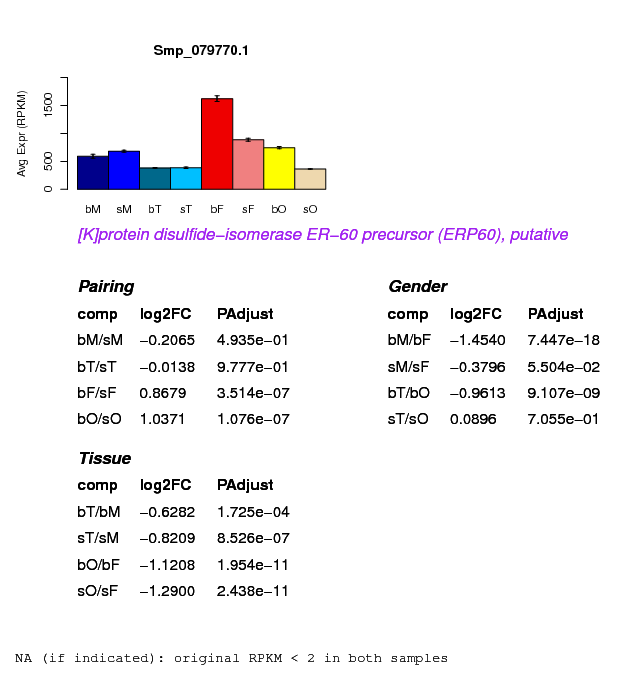 Smp_079770.1
Avg Expr (RPKM)
0 500 1500
bM sM bT sT bF sF bO sO
[K]protein disulfide−isomerase ER−60 precursor (ERP60), putative
Pairing
comp log2FC PAdjust
bM/sM −0.2065 4.935e−01
bT/sT −0.0138 9.777e−01
bF/sF 0.8679 3.514e−07
bO/sO 1.0371 1.076e−07
Gender
comp log2FC PAdjust
bM/bF −1.4540 7.447e−18
sM/sF −0.3796 5.504e−02
bT/bO −0.9613 9.107e−09
sT/sO 0.0896 7.055e−01
Tissue
comp log2FC PAdjust
bT/bM −0.6282 1.725e−04
sT/sM −0.8209 8.526e−07
bO/bF −1.1208 1.954e−11
sO/sF −1.2900 2.438e−11
NA (if indicated): original RPKM < 2 in both samples